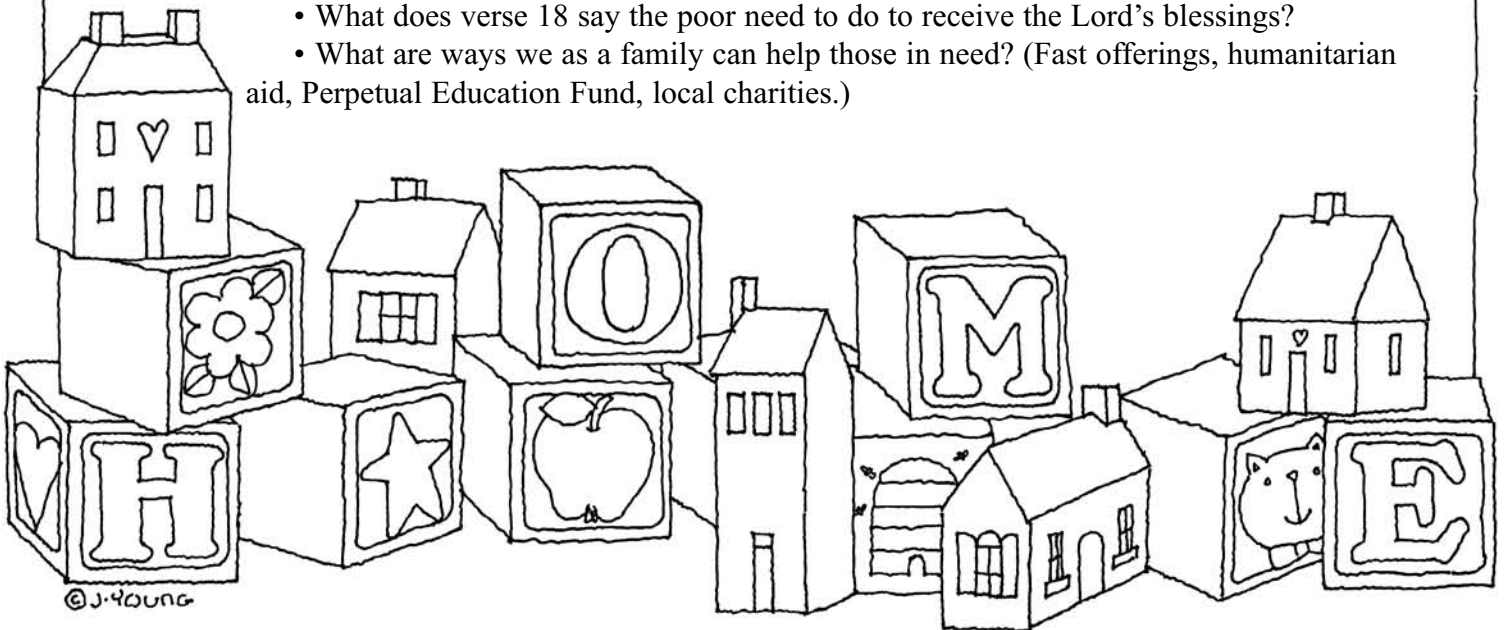 • What does verse 18 say the poor need to do to receive the Lord’s blessings?
• What are ways we as a family can help those in need? (Fast offerings, humanitarian
aid, Perpetual Education Fund, local charities.)
O
M
H
E
©J·YOUNG